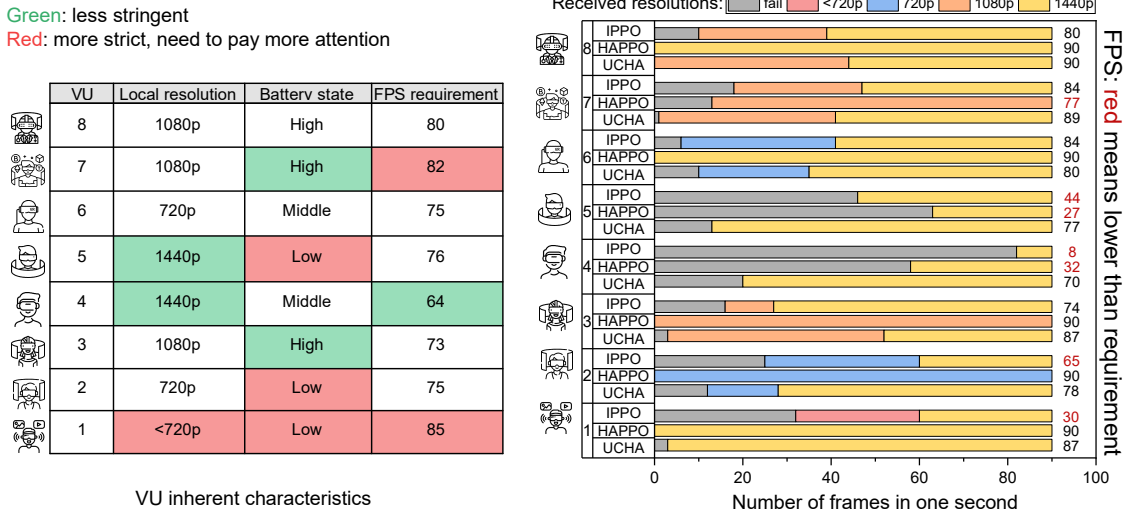 Green: less stringent
Red: more strict, need to pay more attention
VU Local resolution Battery state FPS requirement
8 1080p High 80
7 1080p High 82
6 720p Middle 75
5 1440p Low 76
4 1440p Middle 64
3 1080p High 73
2 720p Low 75
1 <720p Low 85
VU inherent characteristics
Received resolutions: fail <720p 720p 1080p 1440p
8
IPPO 80
HAPPO 90
UCHA 90
7
IPPO 84
HAPPO 77
UCHA 89
6
IPPO 84
HAPPO 90
UCHA 80
5
IPPO 44
HAPPO 27
UCHA 77
4
IPPO 8
HAPPO 32
UCHA 70
3
IPPO 74
HAPPO 90
UCHA 87
2
IPPO 65
HAPPO 90
UCHA 78
1
IPPO 30
HAPPO 90
UCHA 87
0 20 40 60 80 100
Number of frames in one second
FPS: red means lower than requirement